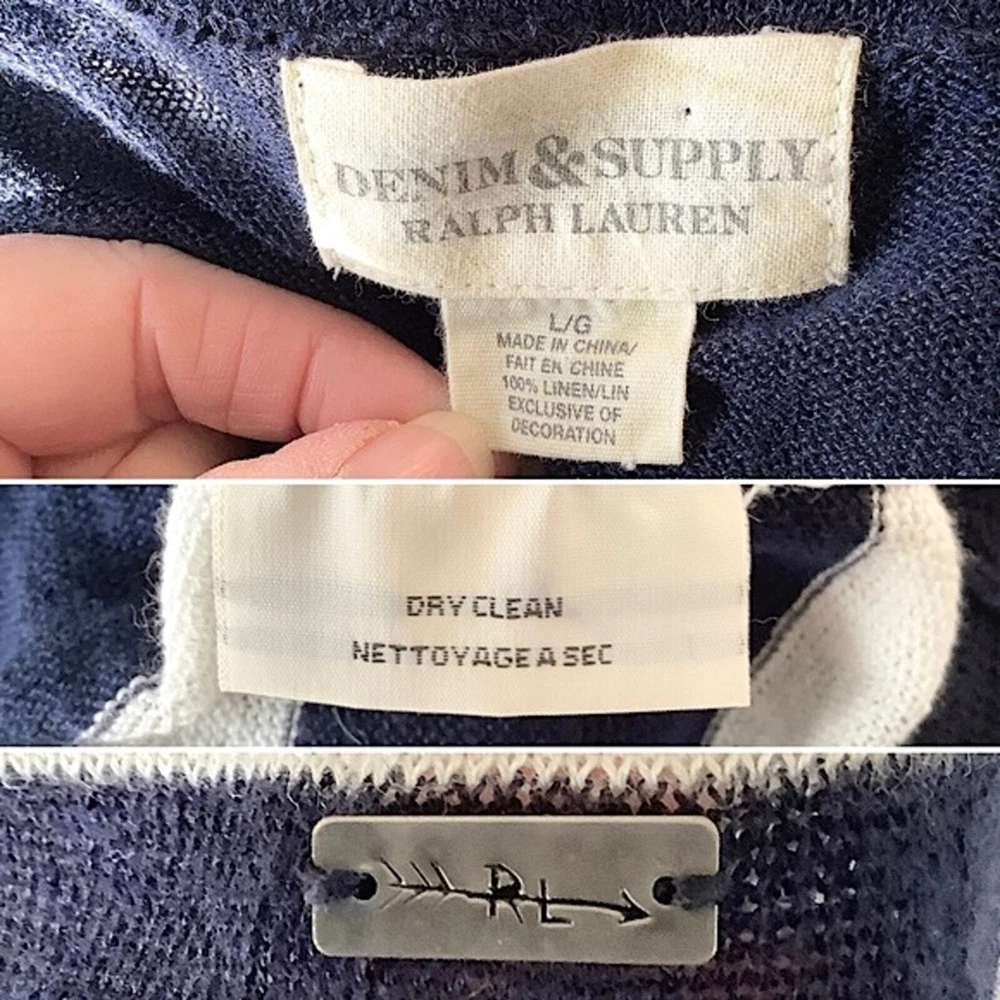 DENIM & SUPPLY
RALPH LAUREN
L/G
MADE IN CHINA/
FAIT EN CHINE
100% LINEN/LIN
EXCLUSIVE OF
DECORATION
DRY CLEAN
NETTOYAGE A SEC
RL